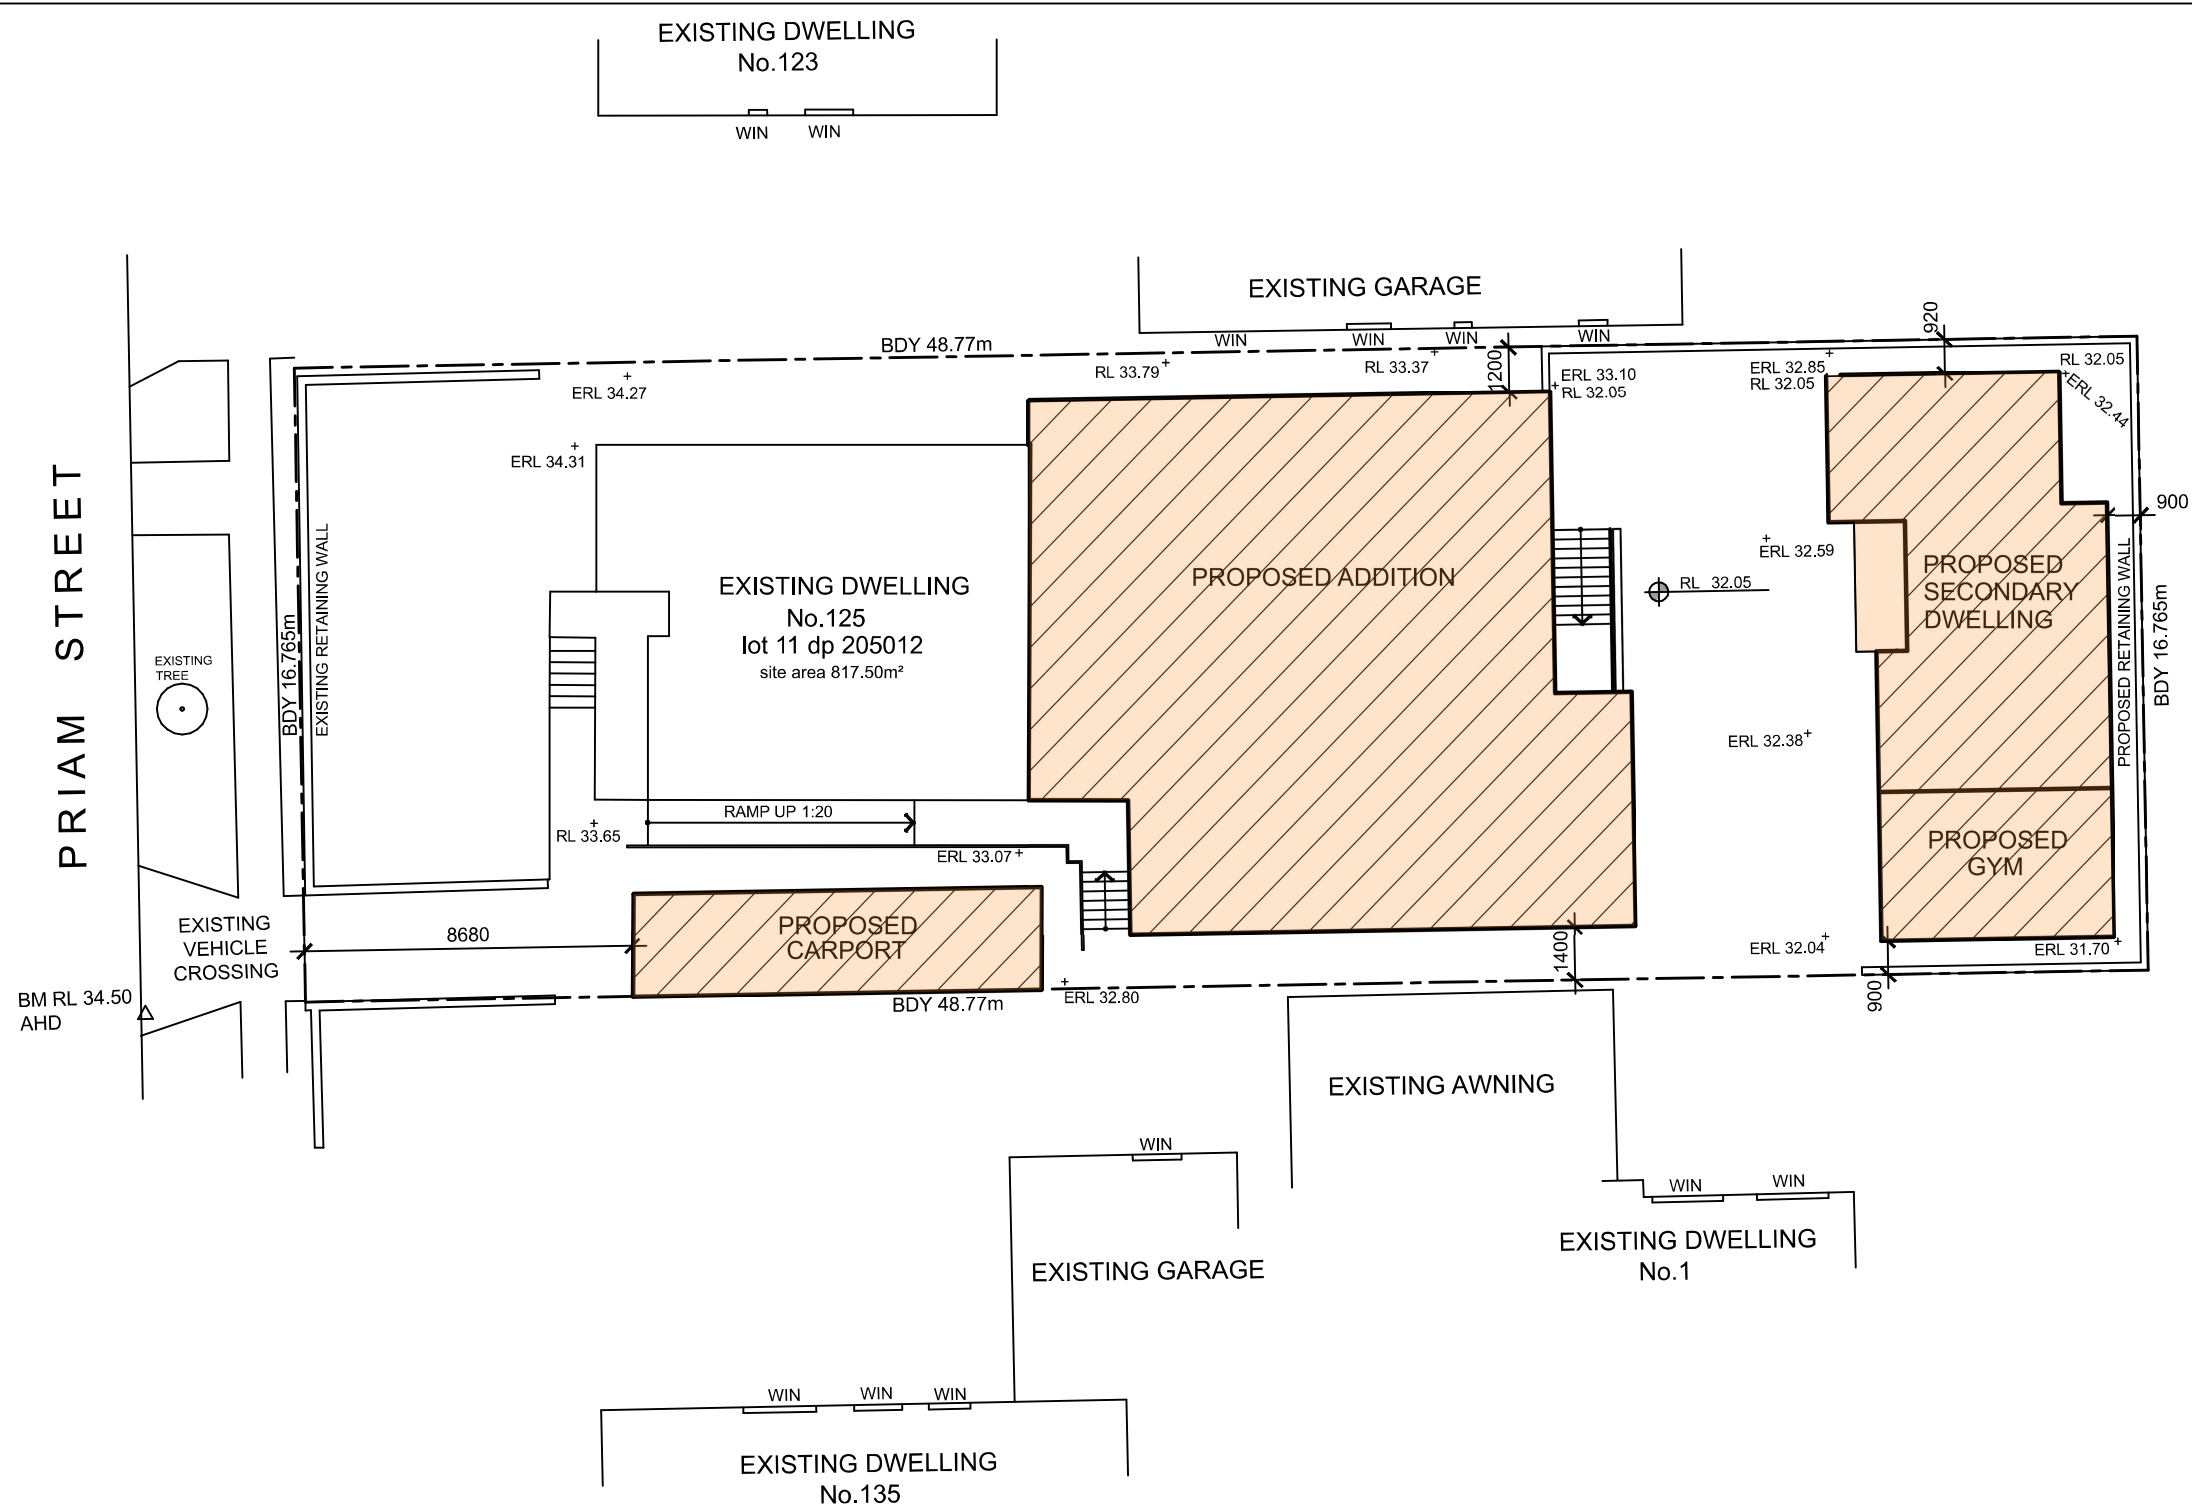 EXISTING DWELLING
No.123
WIN
WIN
EXISTING GARAGE
WIN
WIN
WIN
WIN
BDY 48.77m
RL 33.79
RL 33.37
1200
ERL 33.10
RL 32.05
ERL 32.85
RL 32.05
920
RL 32.05
ERL 32.44
ERL 34.27
ERL 34.31
900
PRIAM STREET
BDY 16.765m
EXISTING RETAINING WALL
EXISTING
TREE
EXISTING DWELLING
No.125
lot 11 dp 205012
site area 817.50m²
PROPOSED ADDITION
ERL 32.59
RL 32.05
PROPOSED
SECONDARY
DWELLING
PROPOSED RETAINING WALL
BDY 16.765m
ERL 32.38
RAMP UP 1:20
RL 33.65
ERL 33.07
PROPOSED
GYM
EXISTING
VEHICLE
CROSSING
8680
PROPOSED
CARPORT
1400
ERL 32.04
ERL 31.70
900
BM RL 34.50
AHD
BDY 48.77m
ERL 32.80
EXISTING AWNING
WIN
WIN
WIN
EXISTING GARAGE
EXISTING DWELLING
No.1
WIN
WIN
WIN
EXISTING DWELLING
No.135